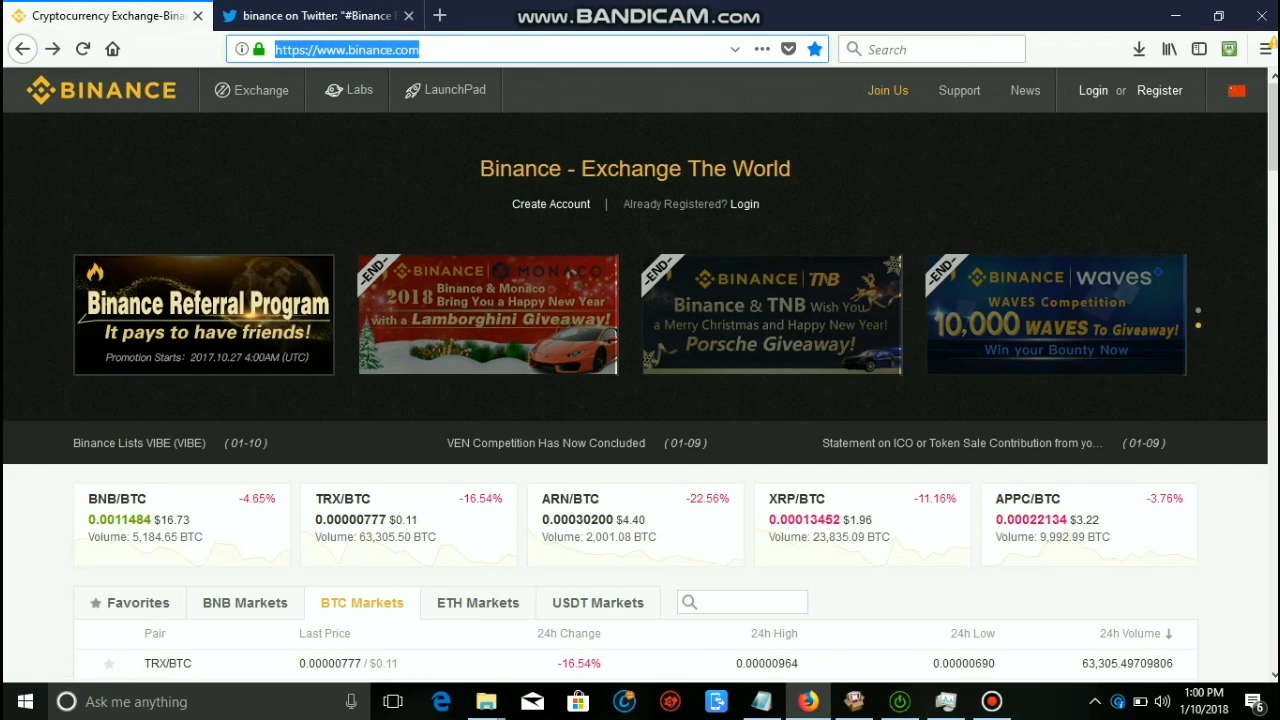 Cryptocurrency Exchange-Bina
binance on Twitter: "#Binance E
www.BANDICAM.com
https://www.binance.com
Search
BINANCE
Exchange
Labs
LaunchPad
Join Us
Support
News
Login or Register
Binance - Exchange The World
Create Account | Already Registered? Login
Binance Referral Program
It pays to have friends!
Promotion Starts: 2017.10.27 4:00AM (UTC)
-END-
BINANCE | MONACO
Binance & Monaco
2018 Bring You a Happy New Year
with a Lamborghini Giveaway!
-END-
BINANCE | TNB
Binance & TNB Wish You
a Merry Christmas and Happy New Year!
Porsche Giveaway!
-END-
BINANCE | waves
WAVES Competition
10,000 WAVES To Giveaway!
Win your Bounty Now
Binance Lists VIBE (VIBE) ( 01-10 )
VEN Competition Has Now Concluded ( 01-09 )
Statement on ICO or Token Sale Contribution from yo... ( 01-09 )
BNB/BTC -4.65%
0.0011484 $16.73
Volume: 5,184.65 BTC
TRX/BTC -16.54%
0.00000777 $0.11
Volume: 63,305.50 BTC
ARN/BTC -22.56%
0.00030200 $4.40
Volume: 2,001.08 BTC
XRP/BTC -11.16%
0.00013452 $1.96
Volume: 23,835.09 BTC
APPC/BTC -3.76%
0.00022134 $3.22
Volume: 9,992.99 BTC
Favorites
BNB Markets
BTC Markets
ETH Markets
USDT Markets
Pair Last Price 24h Change 24h High 24h Low 24h Volume
TRX/BTC 0.00000777 / $0.11 -16.54% 0.00000964 0.00000690 63,305.49709806
Ask me anything
1:00 PM
1/10/2018
6